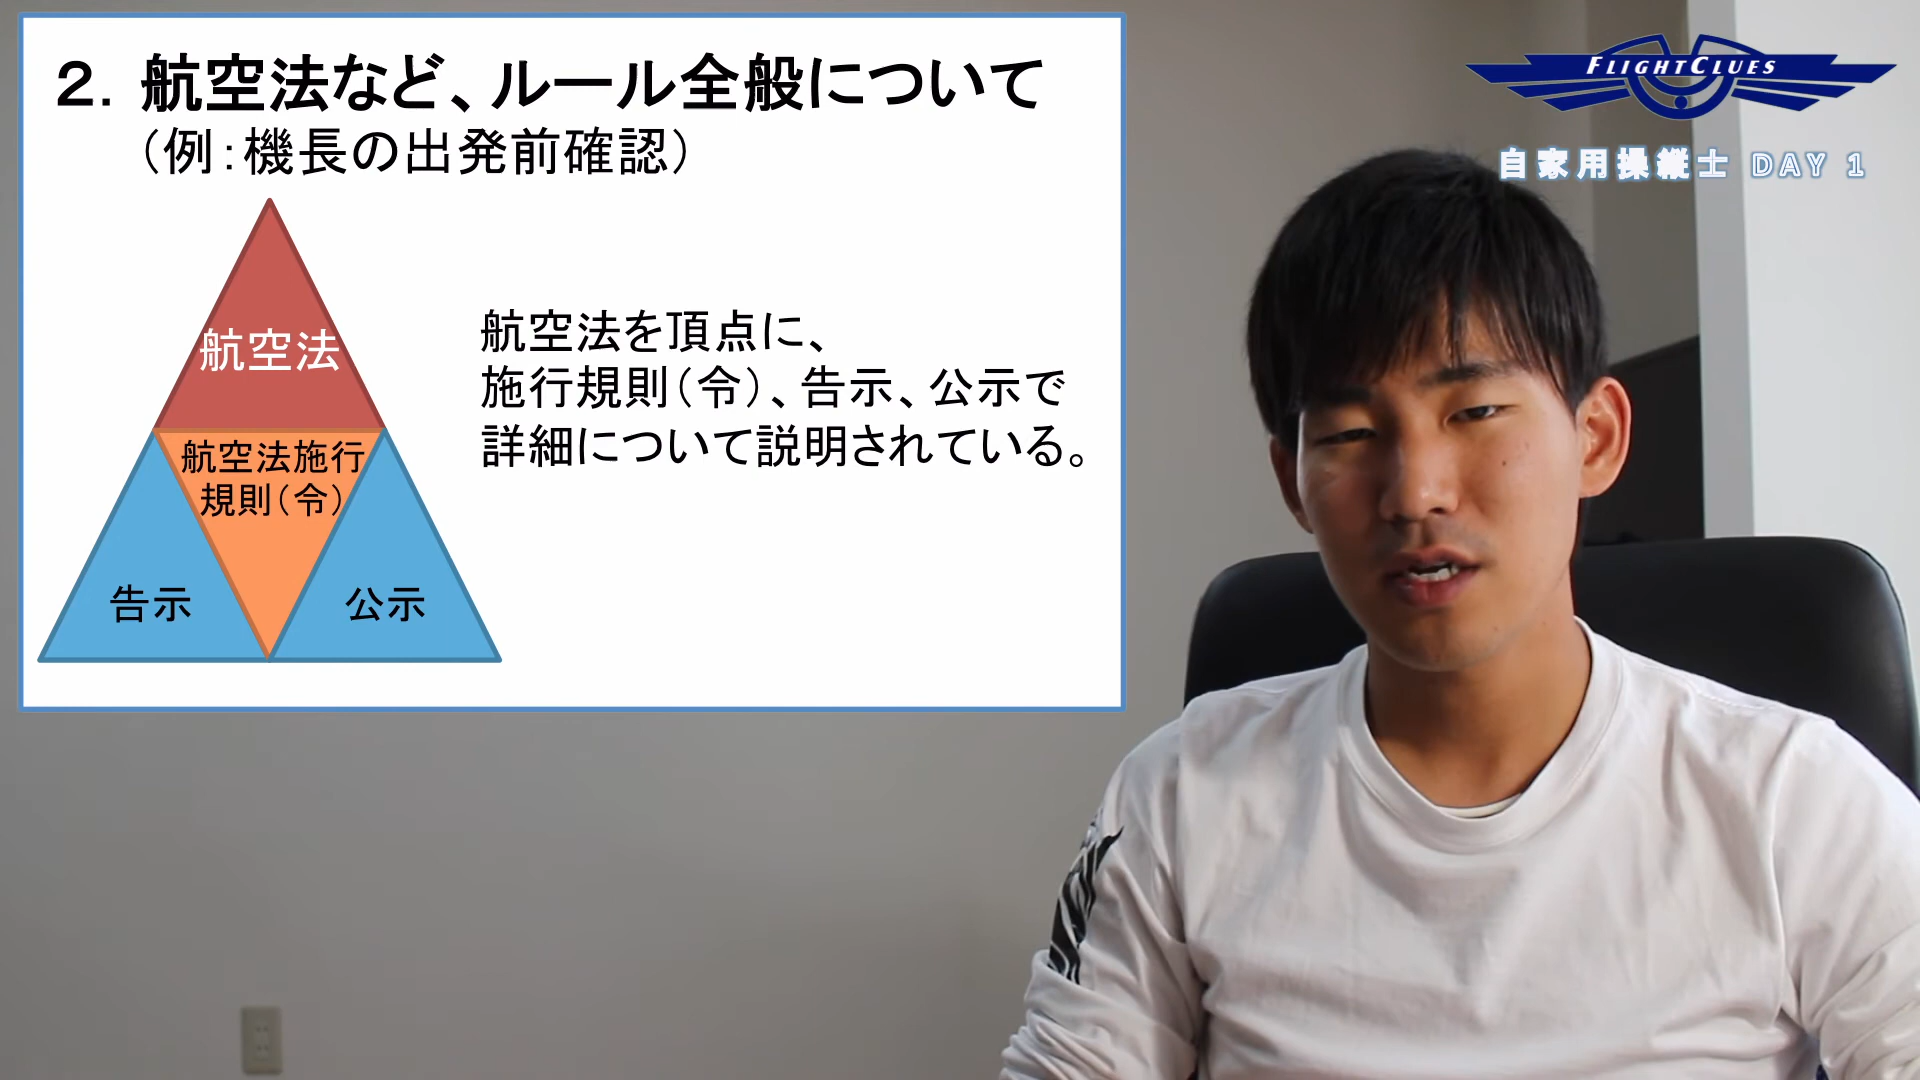 2. 航空法など、ルール全般について
(例:機長の出発前確認)
航空法
航空法施行
規則(令)
告示
公示
航空法を頂点に、
施行規則(令)、告示、公示で
詳細について説明されている。
FLIGHTCLUES
自家用操縦士 DAY 1